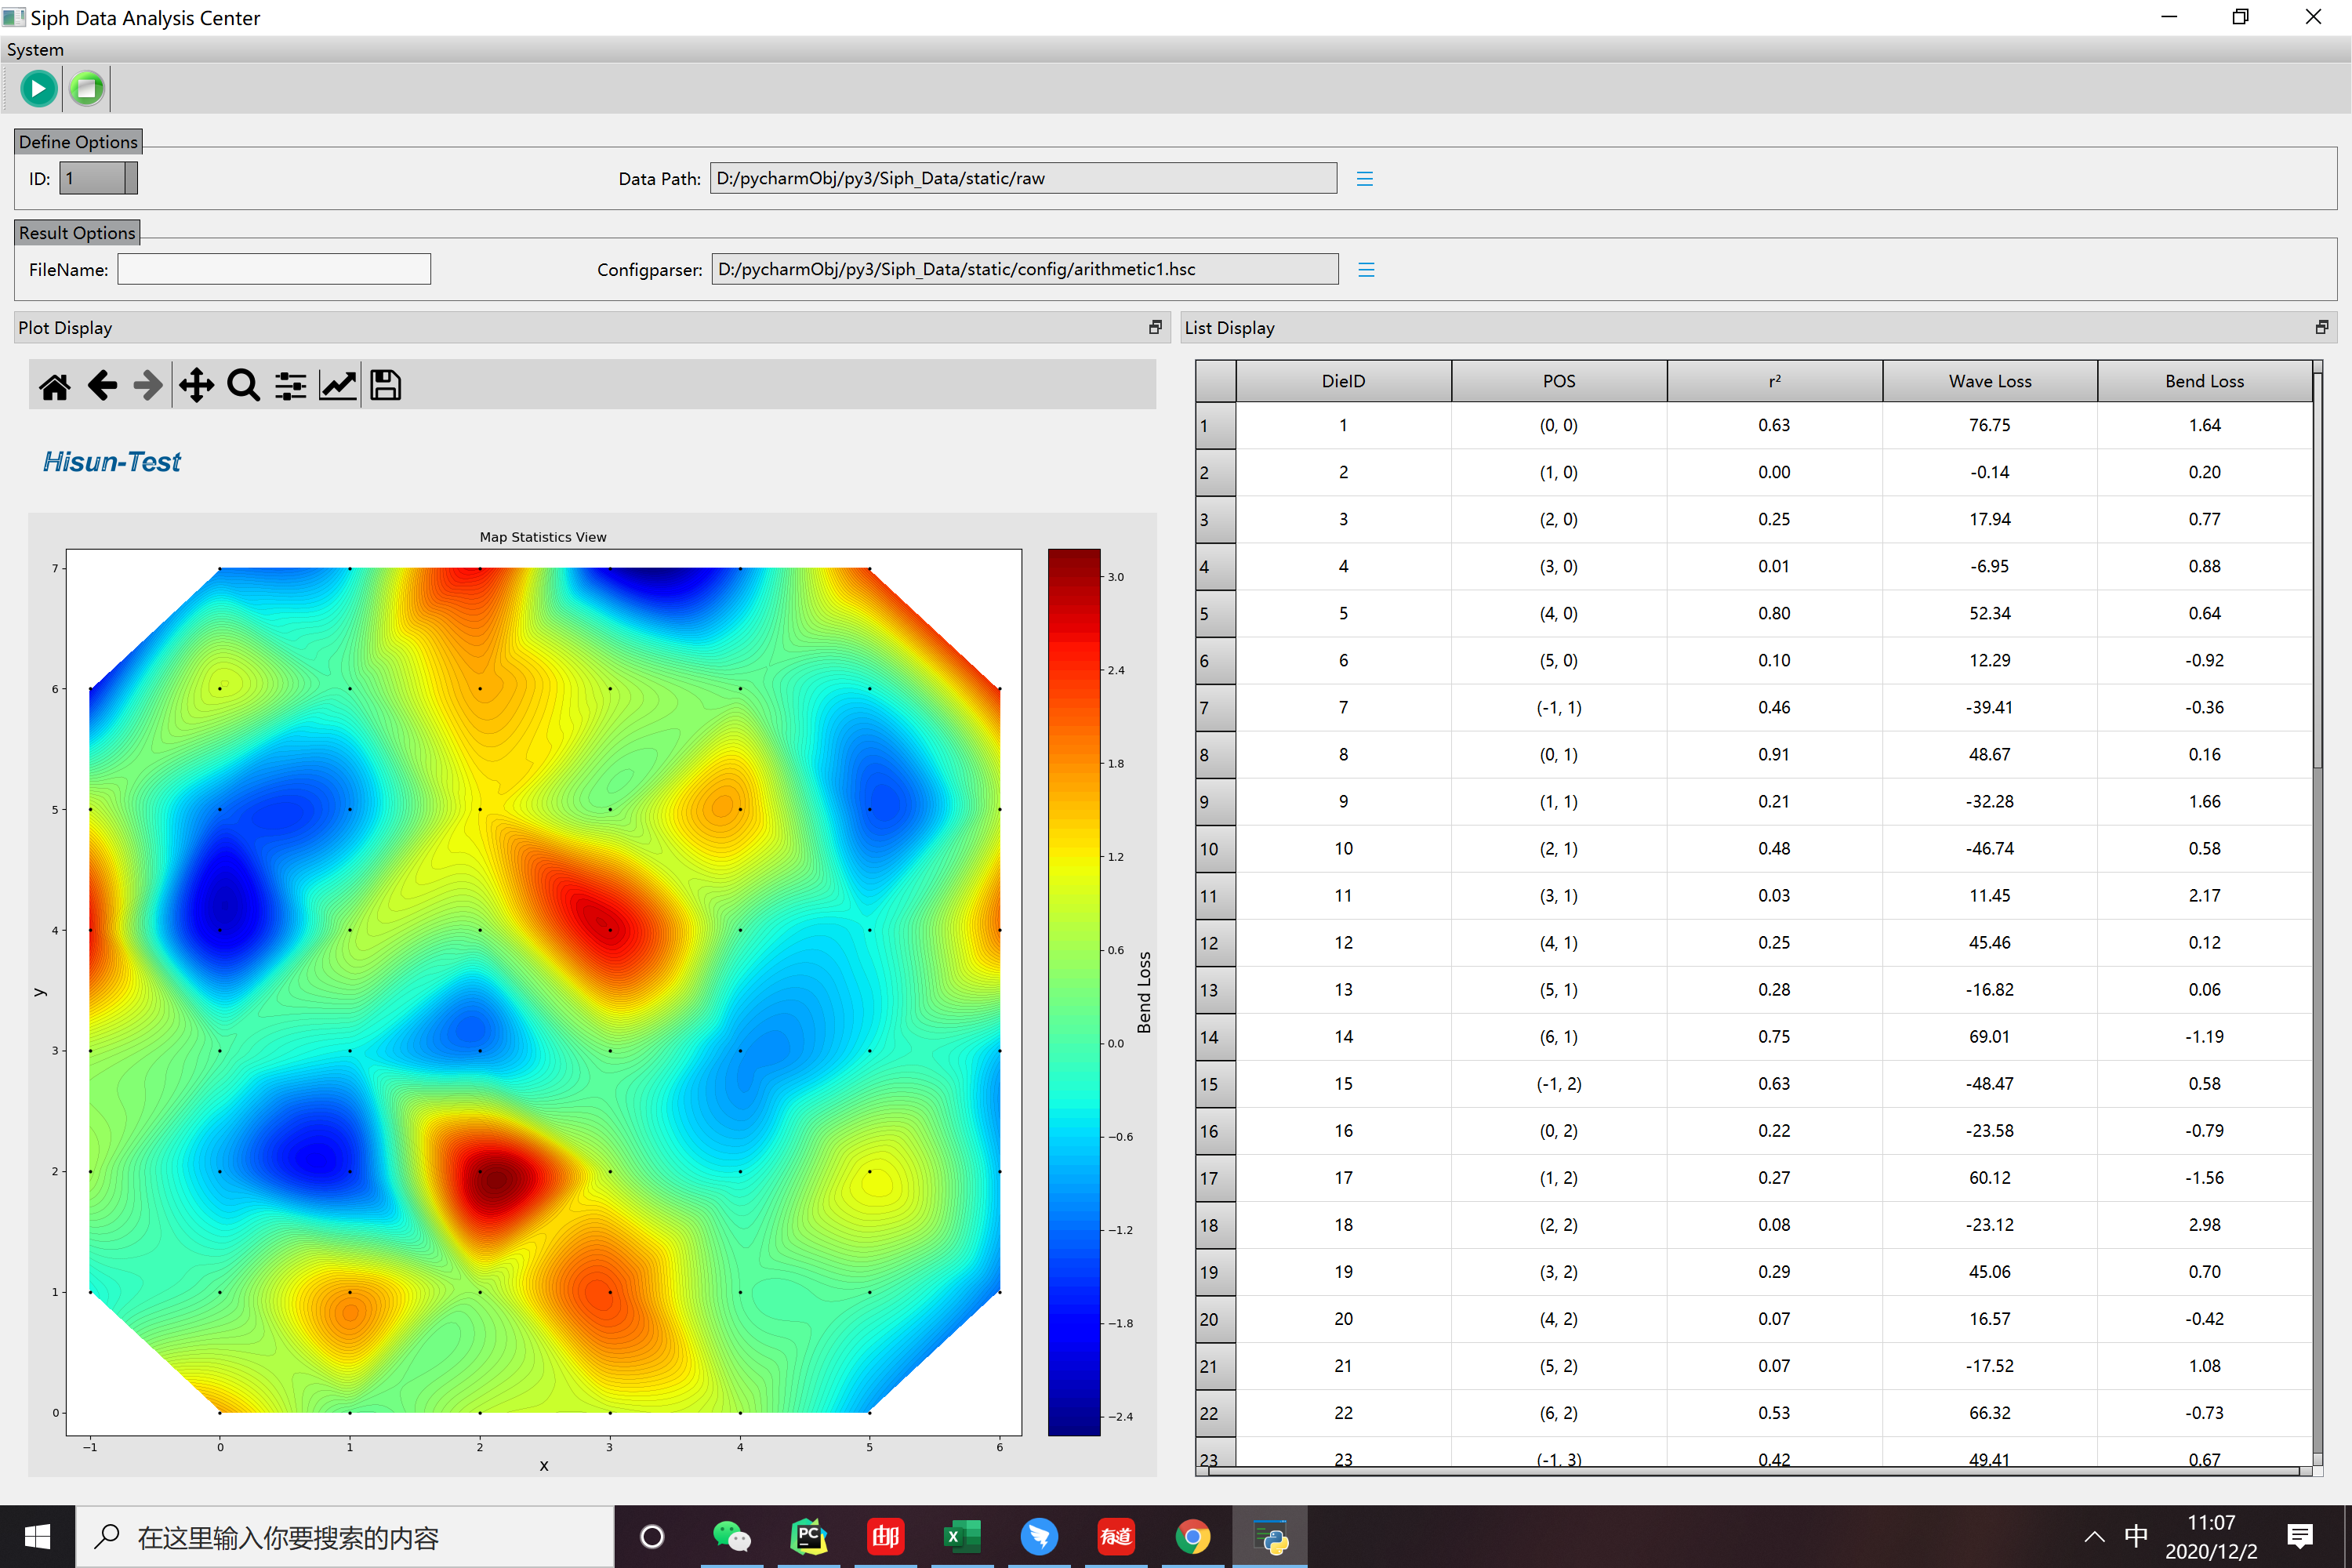 Siph Data Analysis Center
System
Define Options
ID: 1 Data Path: D:/pycharmObj/py3/Siph_Data/static/raw
Result Options
FileName: Configparser: D:/pycharmObj/py3/Siph_Data/static/config/arithmetic1.hsc
Plot Display
Hisun-Test
Map Statistics View
7
6
5
4
3
2
1
0
y
−1 0 1 2 3 4 5 6
x
3.0
2.4
1.8
1.2
0.6
0.0
−0.6
−1.2
−1.8
−2.4
Bend Loss
List Display
DieID POS r² Wave Loss Bend Loss
1 1 (0, 0) 0.63 76.75 1.64
2 2 (1, 0) 0.00 -0.14 0.20
3 3 (2, 0) 0.25 17.94 0.77
4 4 (3, 0) 0.01 -6.95 0.88
5 5 (4, 0) 0.80 52.34 0.64
6 6 (5, 0) 0.10 12.29 -0.92
7 7 (-1, 1) 0.46 -39.41 -0.36
8 8 (0, 1) 0.91 48.67 0.16
9 9 (1, 1) 0.21 -32.28 1.66
10 10 (2, 1) 0.48 -46.74 0.58
11 11 (3, 1) 0.03 11.45 2.17
12 12 (4, 1) 0.25 45.46 0.12
13 13 (5, 1) 0.28 -16.82 0.06
14 14 (6, 1) 0.75 69.01 -1.19
15 15 (-1, 2) 0.63 -48.47 0.58
16 16 (0, 2) 0.22 -23.58 -0.79
17 17 (1, 2) 0.27 60.12 -1.56
18 18 (2, 2) 0.08 -23.12 2.98
19 19 (3, 2) 0.29 45.06 0.70
20 20 (4, 2) 0.07 16.57 -0.42
21 21 (5, 2) 0.07 -17.52 1.08
22 22 (6, 2) 0.53 66.32 -0.73
23 23 (-1, 3) 0.42 49.41 0.67
在这里输入你要搜索的内容
PC
邮
X
有道
中
11:07
2020/12/2